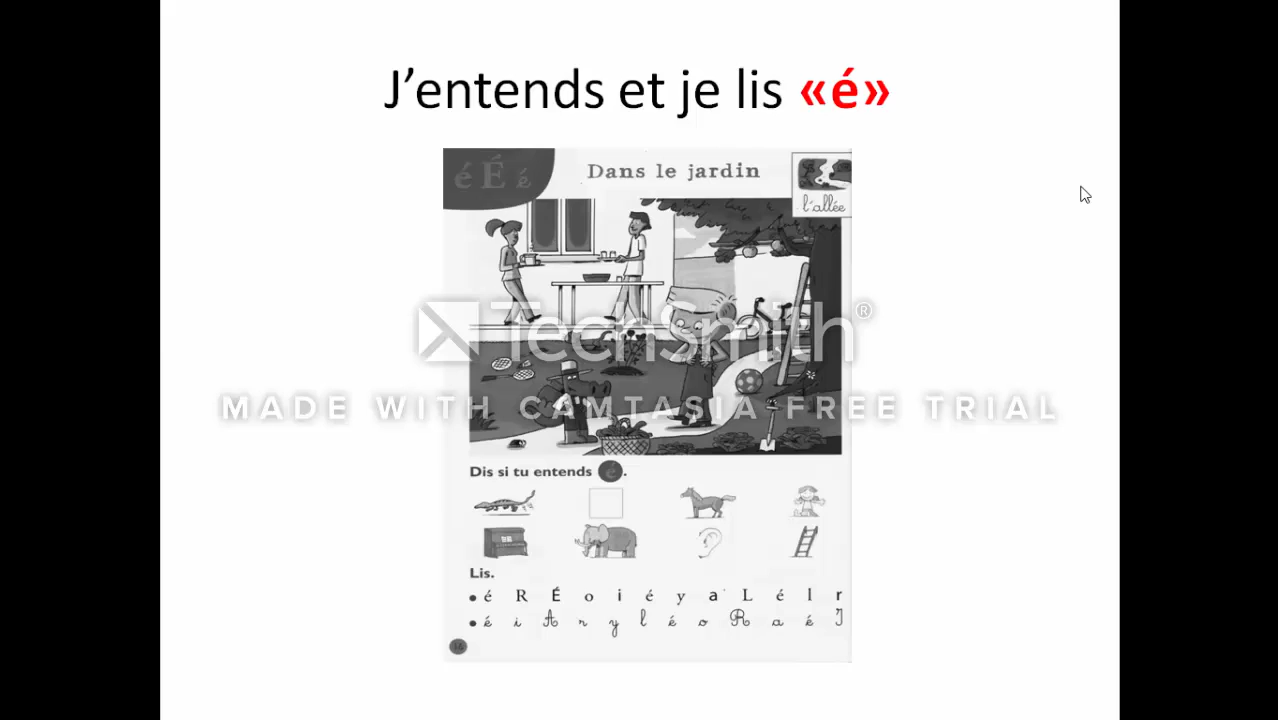 J’entends et je lis «é»
é É é
Dans le jardin
l'allée
TechSmith®
MADE WITH CAMTASIA FREE TRIAL
Dis si tu entends é.
Lis.
• é R É o i é y a L é l r
• é i A r y l é o R a é I